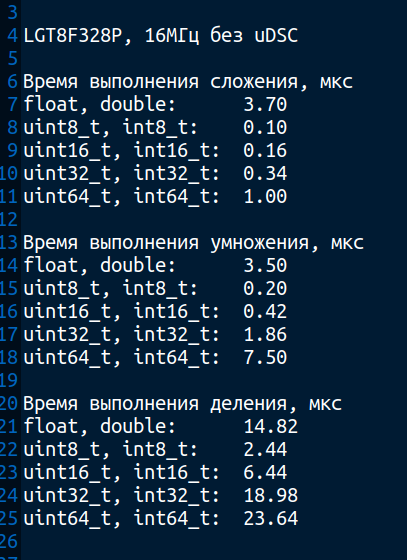 3
4 LGT8F328P, 16МГц без uDSC
5
6 Время выполнения сложения, мкс
7 float, double: 3.70
8 uint8_t, int8_t: 0.10
9 uint16_t, int16_t: 0.16
10 uint32_t, int32_t: 0.34
11 uint64_t, int64_t: 1.00
12
13 Время выполнения умножения, мкс
14 float, double: 3.50
15 uint8_t, int8_t: 0.20
16 uint16_t, int16_t: 0.42
17 uint32_t, int32_t: 1.86
18 uint64_t, int64_t: 7.50
19
20 Время выполнения деления, мкс
21 float, double: 14.82
22 uint8_t, int8_t: 2.44
23 uint16_t, int16_t: 6.44
24 uint32_t, int32_t: 18.98
25 uint64_t, int64_t: 23.64
26